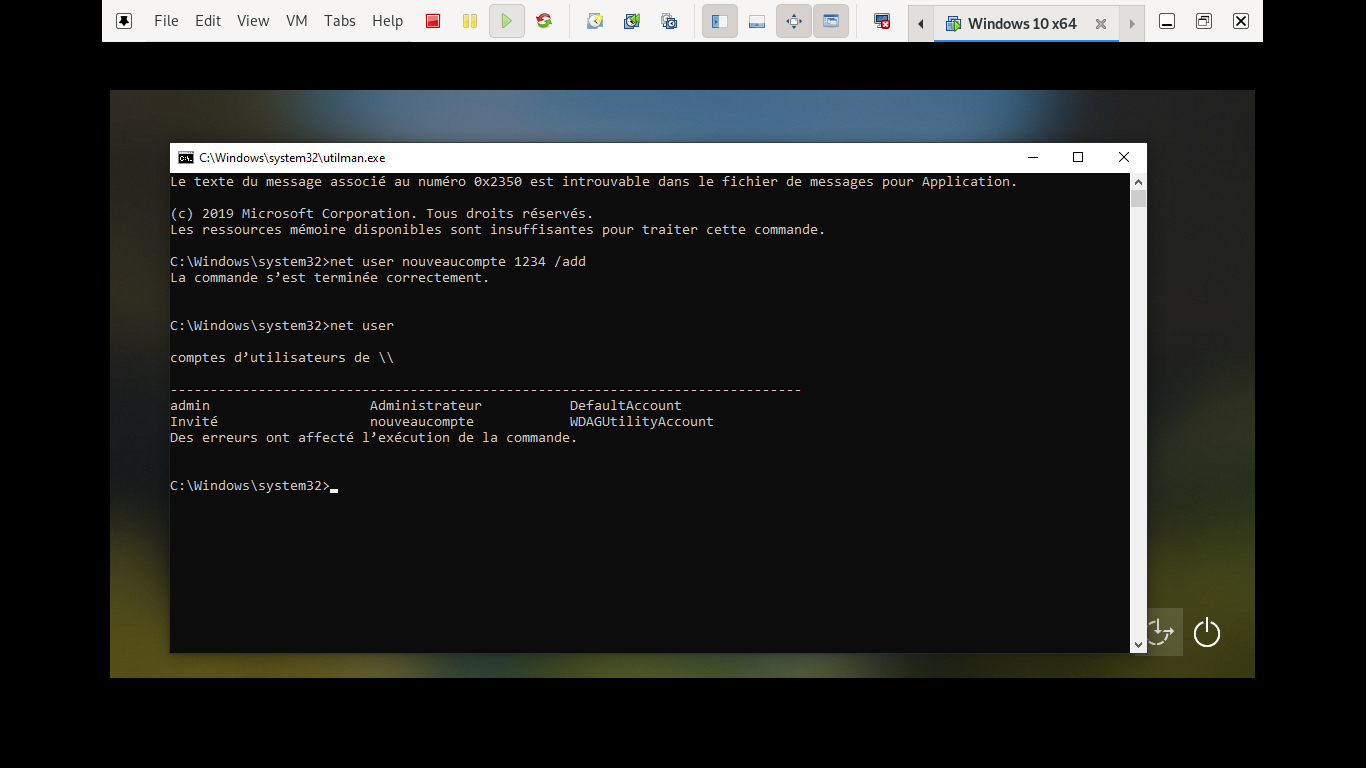 File Edit View VM Tabs Help Windows 10 x64
C:\Windows\system32\utilman.exe
Le texte du message associé au numéro 0x2350 est introuvable dans le fichier de messages pour Application.
(c) 2019 Microsoft Corporation. Tous droits réservés.
Les ressources mémoire disponibles sont insuffisantes pour traiter cette commande.
C:\Windows\system32>net user nouveaucompte 1234 /add
La commande s’est terminée correctement.
C:\Windows\system32>net user
comptes d’utilisateurs de \\
-------------------------------------------------------------------------------
admin Administrateur DefaultAccount
Invité nouveaucompte WDAGUtilityAccount
Des erreurs ont affecté l’exécution de la commande.
C:\Windows\system32>